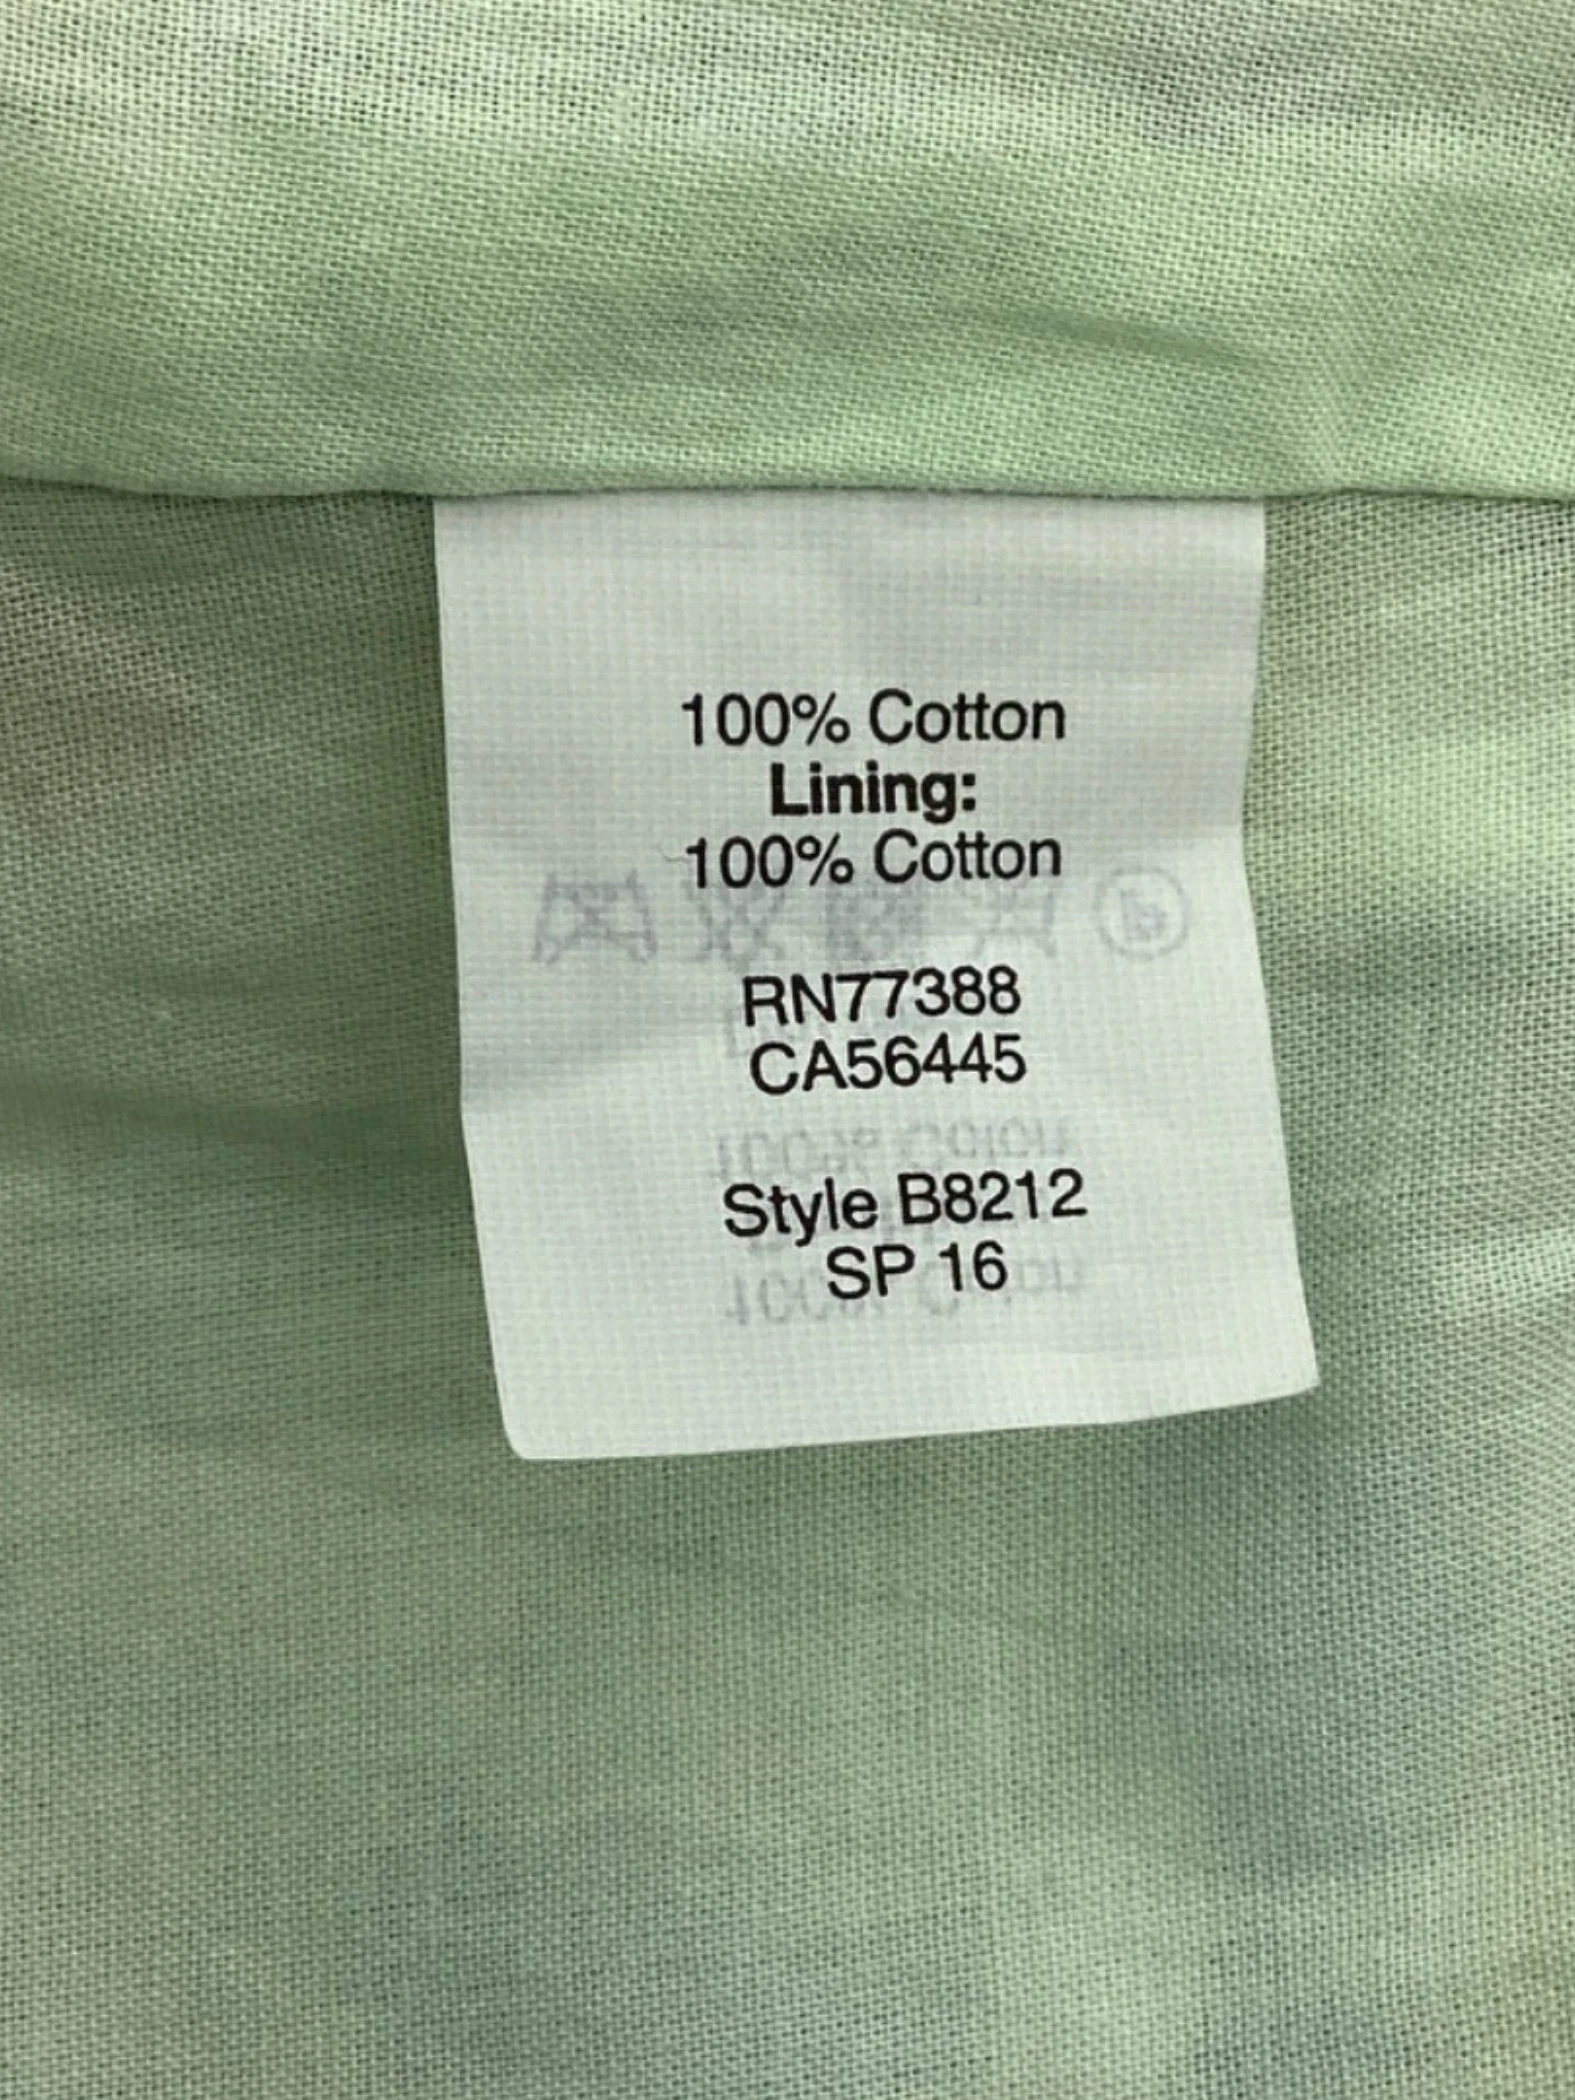 100% Cotton
Lining:
100% Cotton
RN77388
CA56445
Style B8212
SP 16